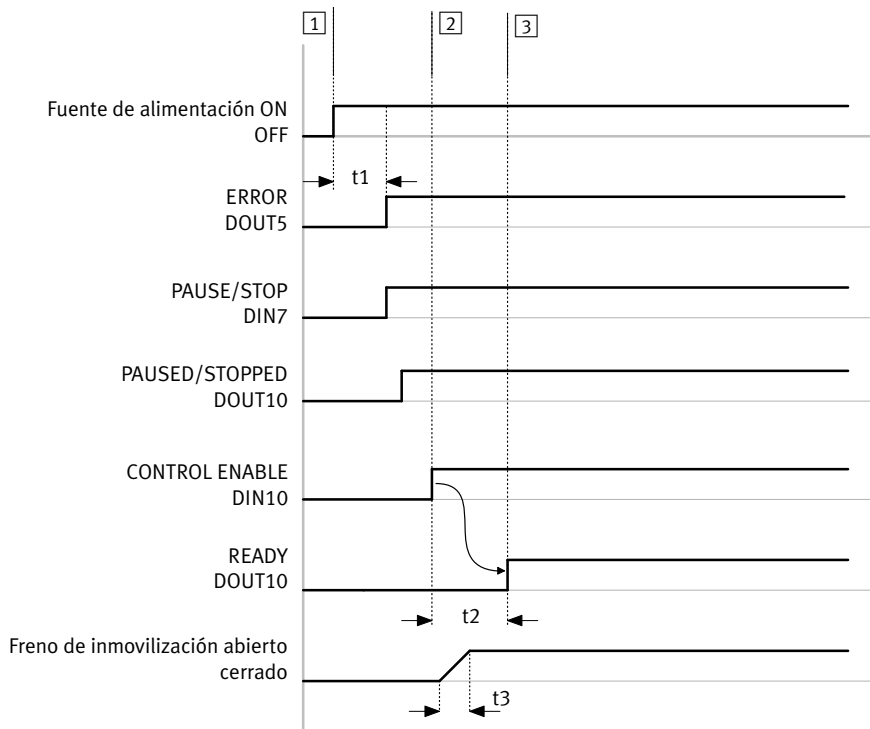 1
2
3
Fuente de alimentación ON
OFF
t1
ERROR
DOUT5
PAUSE/STOP
DIN7
PAUSED/STOPPED
DOUT10
CONTROL ENABLE
DIN10
READY
DOUT10
t2
Freno de inmovilización abierto
cerrado
t3